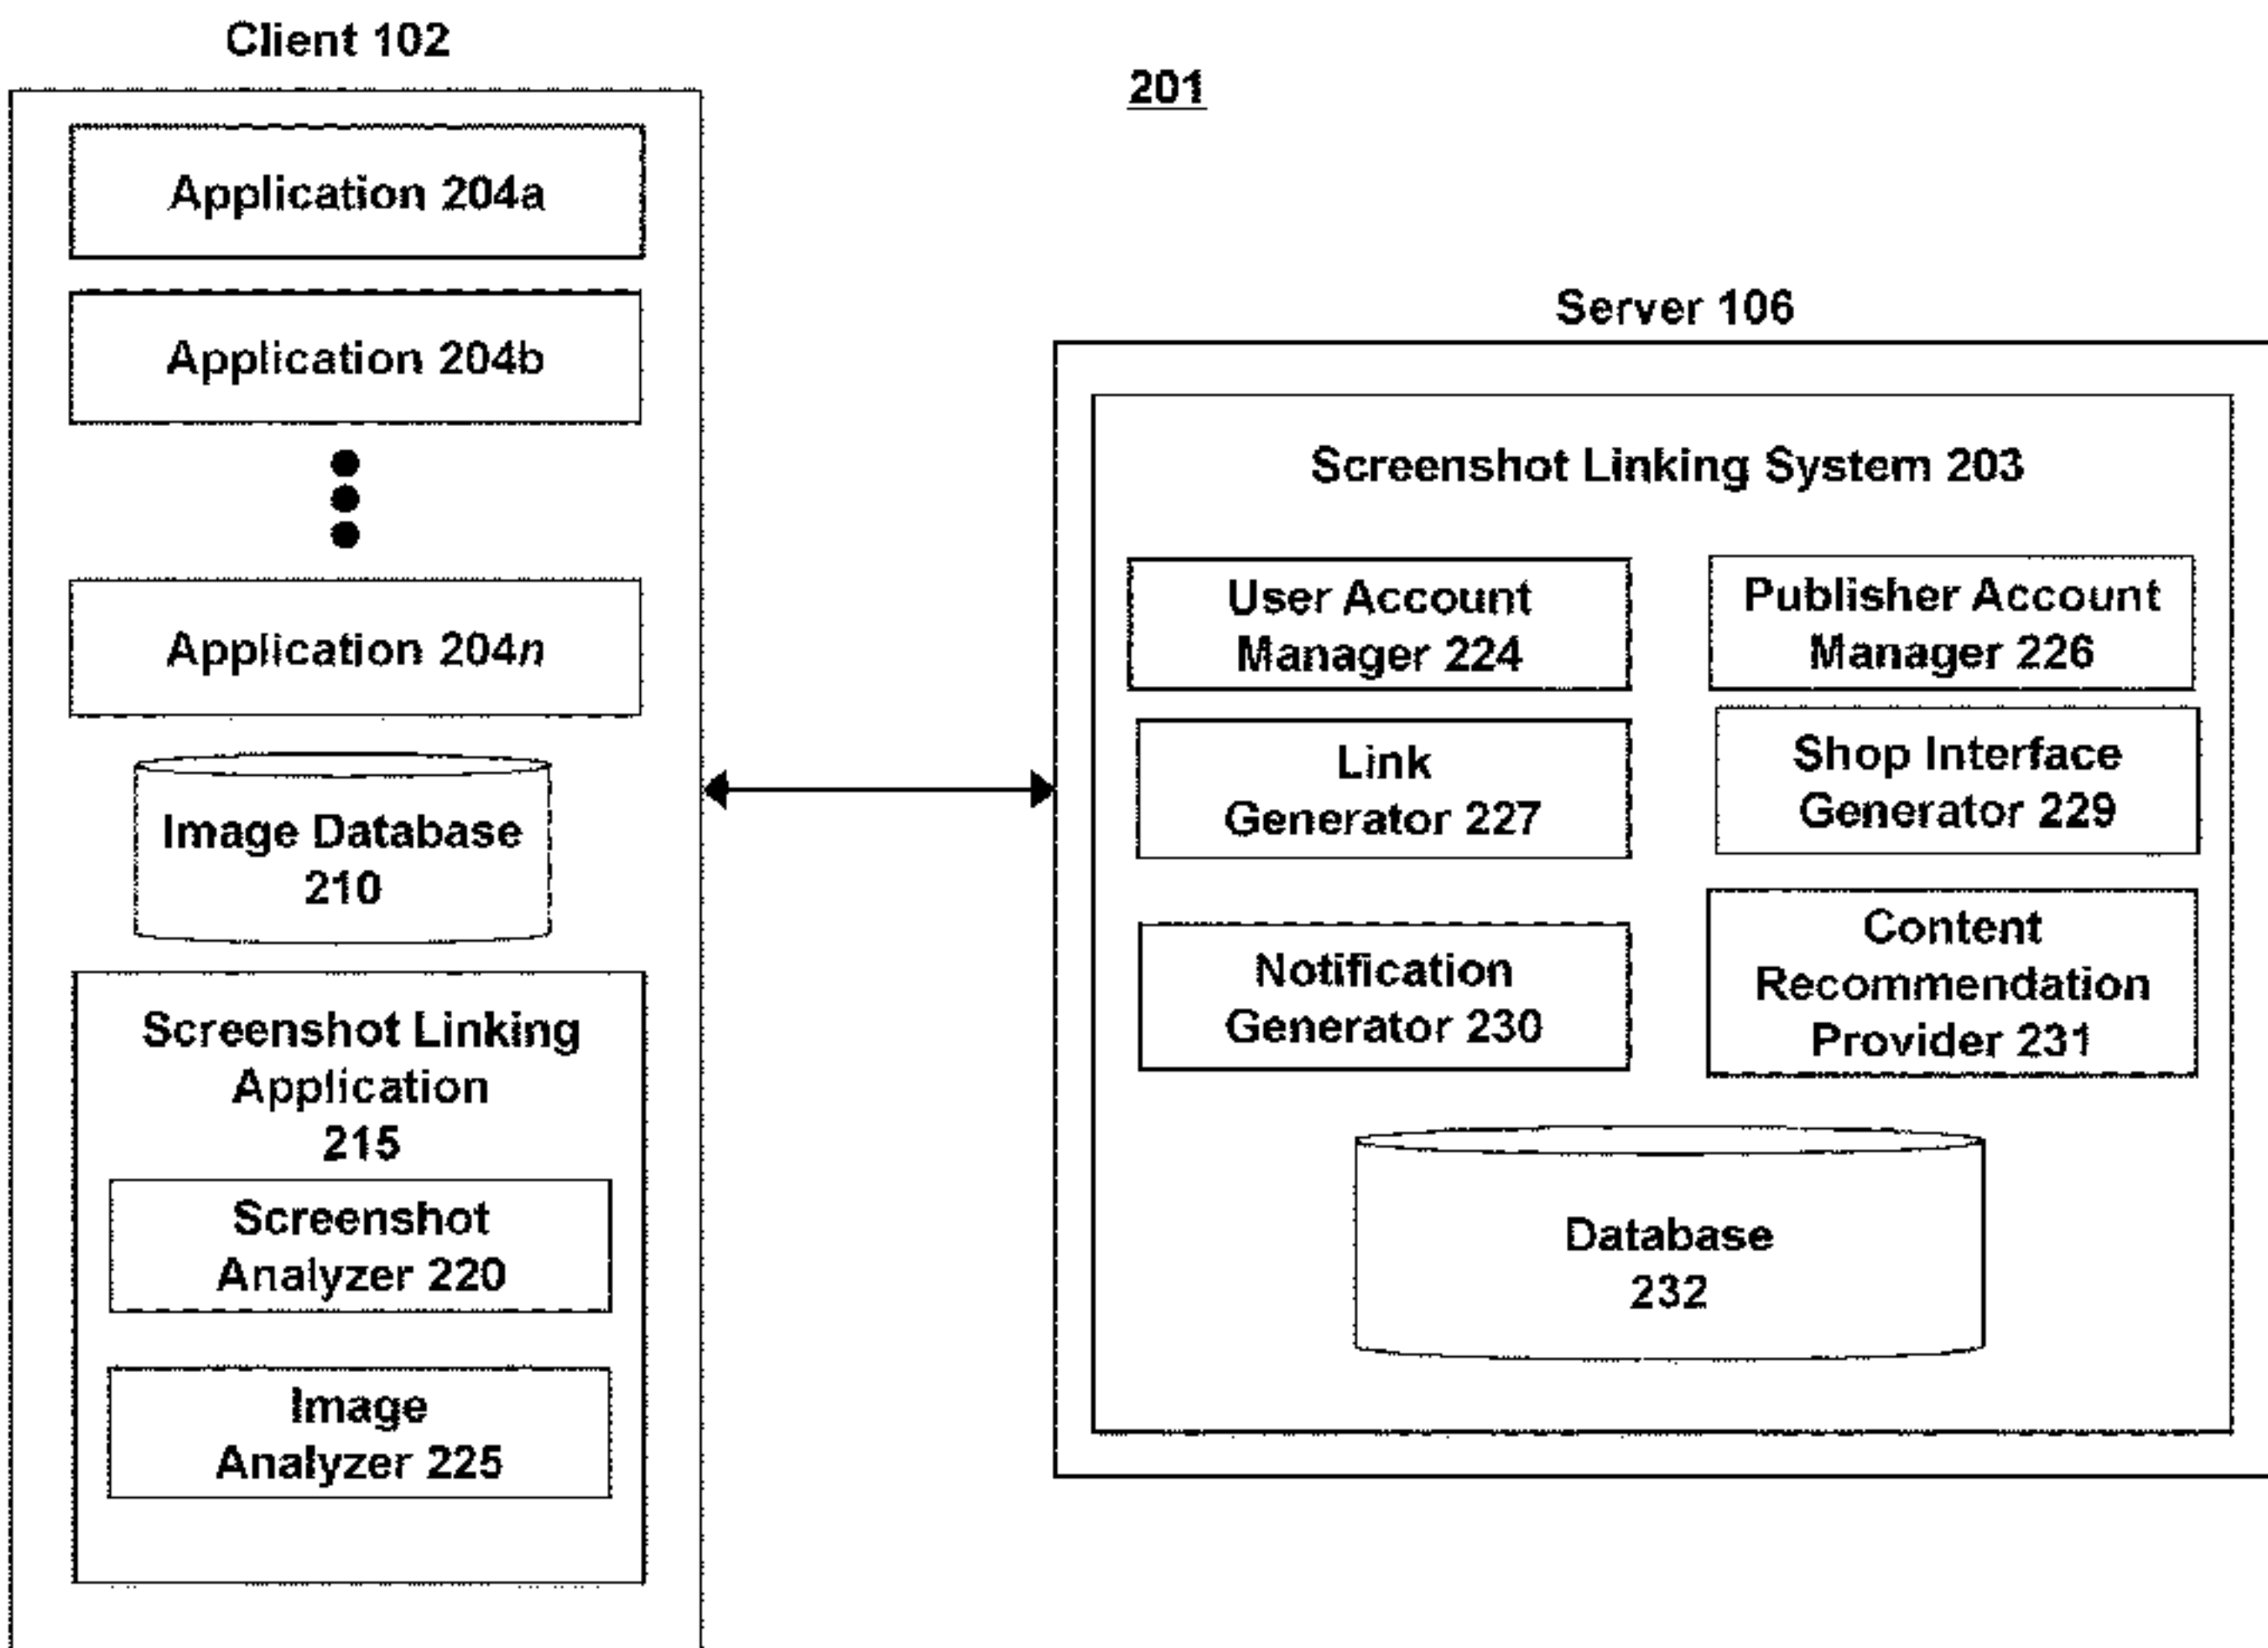 Client 102
201
Application 204a
Application 204b
Application 204n
Image Database
210
Screenshot Linking
Application
215
Screenshot
Analyzer 220
Image
Analyzer 225
Server 106
Screenshot Linking System 203
User Account
Manager 224
Publisher Account
Manager 226
Link
Generator 227
Shop Interface
Generator 229
Notification
Generator 230
Content
Recommendation
Provider 231
Database
232